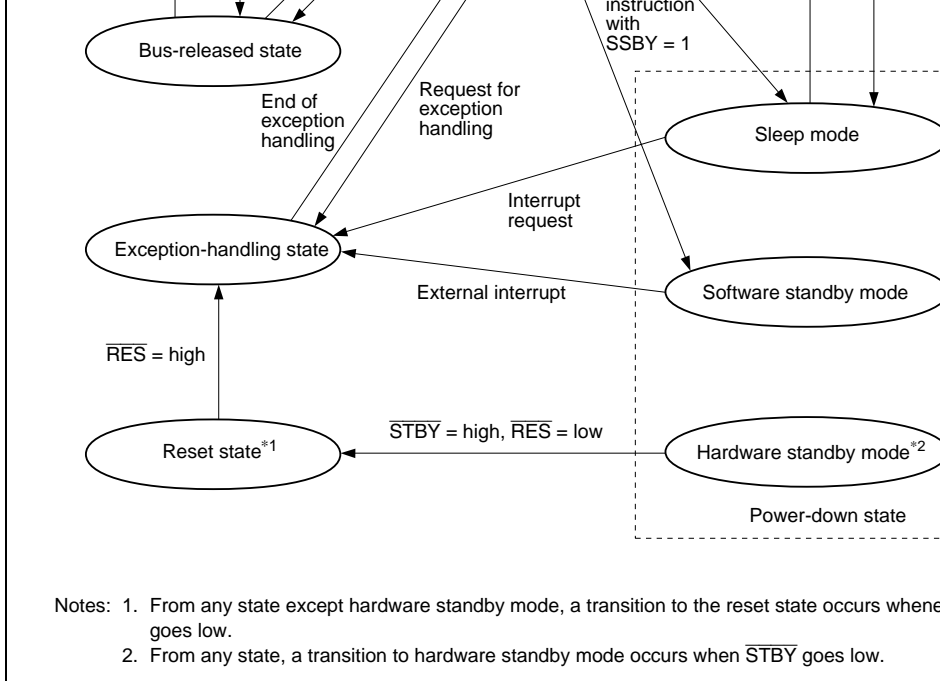 instruction
with
SSBY = 1
Bus-released state
End of
exception
handling
Request for
exception
handling
Sleep mode
Interrupt
request
Exception-handling state
External interrupt
Software standby mode
RES = high
STBY = high, RES = low
Reset state*1
Hardware standby mode*2
Power-down state
Notes: 1. From any state except hardware standby mode, a transition to the reset state occurs
goes low.
2. From any state, a transition to hardware standby mode occurs when STBY goes low.